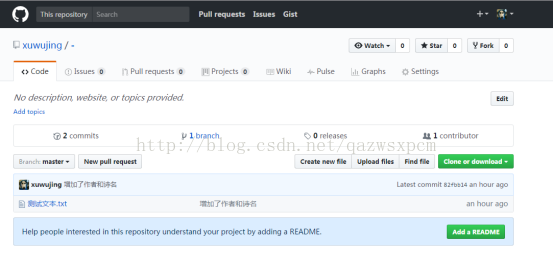 This repository Search Pull requests Issues Gist
xuwujing / -
Watch 0 Star 0 Fork 0
Code Issues 0 Pull requests 0 Projects 0 Wiki Pulse Graphs Settings
No description, website, or topics provided. Edit
Add topics
2 commits 1 branch 0 releases 1 contributor
http://blog.csdn.net/qazwsxpcm
Branch: master New pull request Create new file Upload files Find file Clone or download
xuwujing 增加了作者和诗名 Latest commit 82fbb14 an hour ago
测试文本.txt 增加了作者和诗名 an hour ago
Help people interested in this repository understand your project by adding a README. Add a README